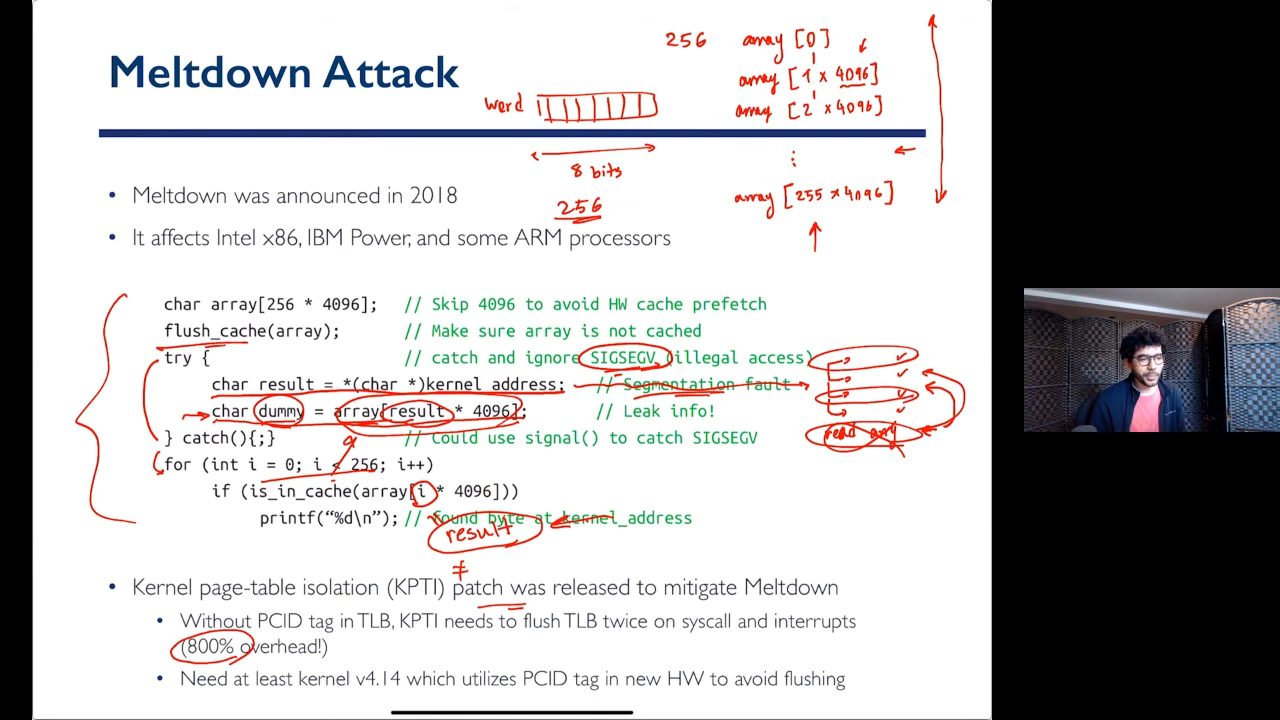 Meltdown Attack
256
array [0]
array [1 x 4096]
array [2 x 4096]
⋮
array [255 x 4096]
word
8 bits
256
• Meltdown was announced in 2018
• It affects Intel x86, IBM Power, and some ARM processors
char array[256 * 4096]; // Skip 4096 to avoid HW cache prefetch
flush_cache(array); // Make sure array is not cached
try { // catch and ignore SIGSEGV (illegal access)
char result = *(char *)kernel_address; // Segmentation fault
char dummy = array[result * 4096]; // Leak info!
} catch(){;} // Could use signal() to catch SIGSEGV
read arry
for (int i = 0; i < 256; i++)
if (is_in_cache(array[i * 4096]))
printf("%d\n"); // found byte at kernel_address
result
≠
• Kernel page-table isolation (KPTI) patch was released to mitigate Meltdown
• Without PCID tag in TLB, KPTI needs to flush TLB twice on syscall and interrupts
(800% overhead!)
• Need at least kernel v4.14 which utilizes PCID tag in new HW to avoid flushing